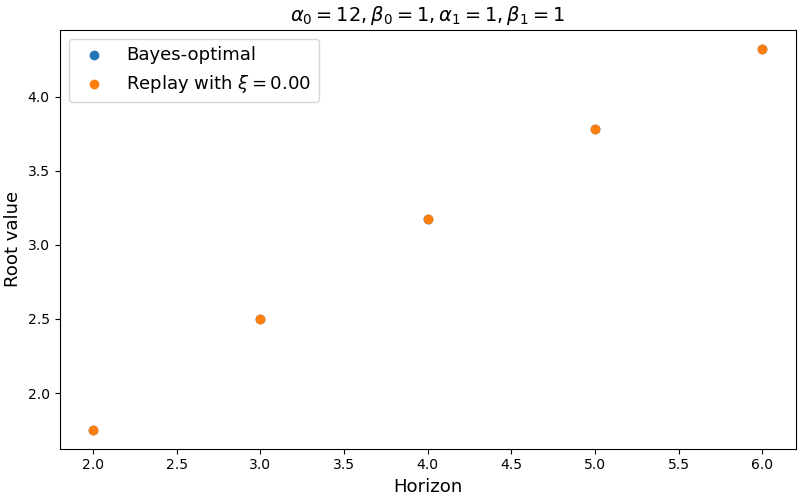 α₀ = 12, β₀ = 1, α₁ = 1, β₁ = 1
Bayes-optimal
Replay with ξ = 0.00
Root value
4.0
3.5
3.0
2.5
2.0
2.0 2.5 3.0 3.5 4.0 4.5 5.0 5.5 6.0
Horizon